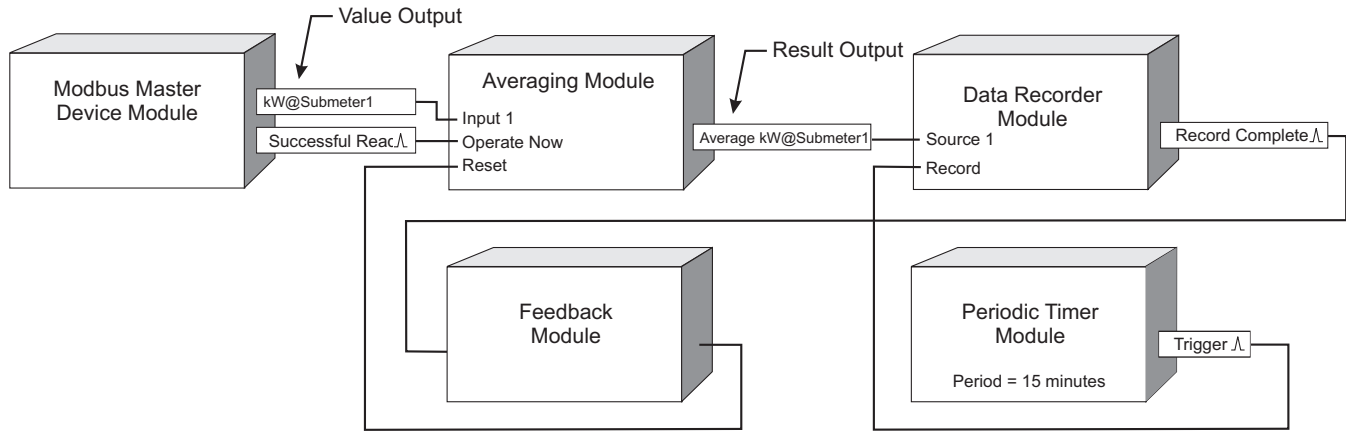 Value Output
Modbus Master
Device Module
kW@Submeter1
Successful Read
Averaging Module
Input 1
Operate Now
Reset
Result Output
Average kW@Submeter1
Data Recorder
Module
Source 1
Record
Record Complete
Feedback
Module
Periodic Timer
Module
Period = 15 minutes
Trigger